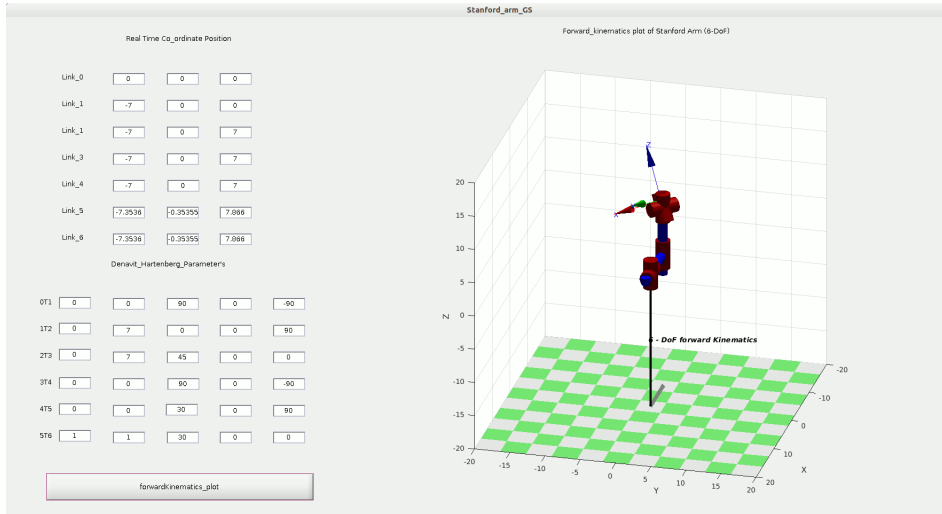 Stanford_arm_GS
Real Time Co_ordinate Position
Link_0 0 0 0
Link_1 -7 0 0
Link_1 -7 0 7
Link_3 -7 0 7
Link_4 -7 0 7
Link_5 -7.3536 -0.35355 7.866
Link_6 -7.3536 -0.35355 7.866
Denavit_Hartenberg_Parameter's
0T1 0 0 90 0 -90
1T2 0 7 0 0 90
2T3 0 7 45 0 0
3T4 0 0 90 0 -90
4T5 0 0 30 0 90
5T6 1 1 30 0 0
forwardKinematics_plot
Forward_kinematics plot of Stanford Arm (6-DoF)
Z
X
20
15
10
5
0
-5
-10
-15
-20
Z
6 - DoF forward Kinematics
-20 -15 -10 -5 0 5 10 15 20
Y
-20
-10
0
10
20
X